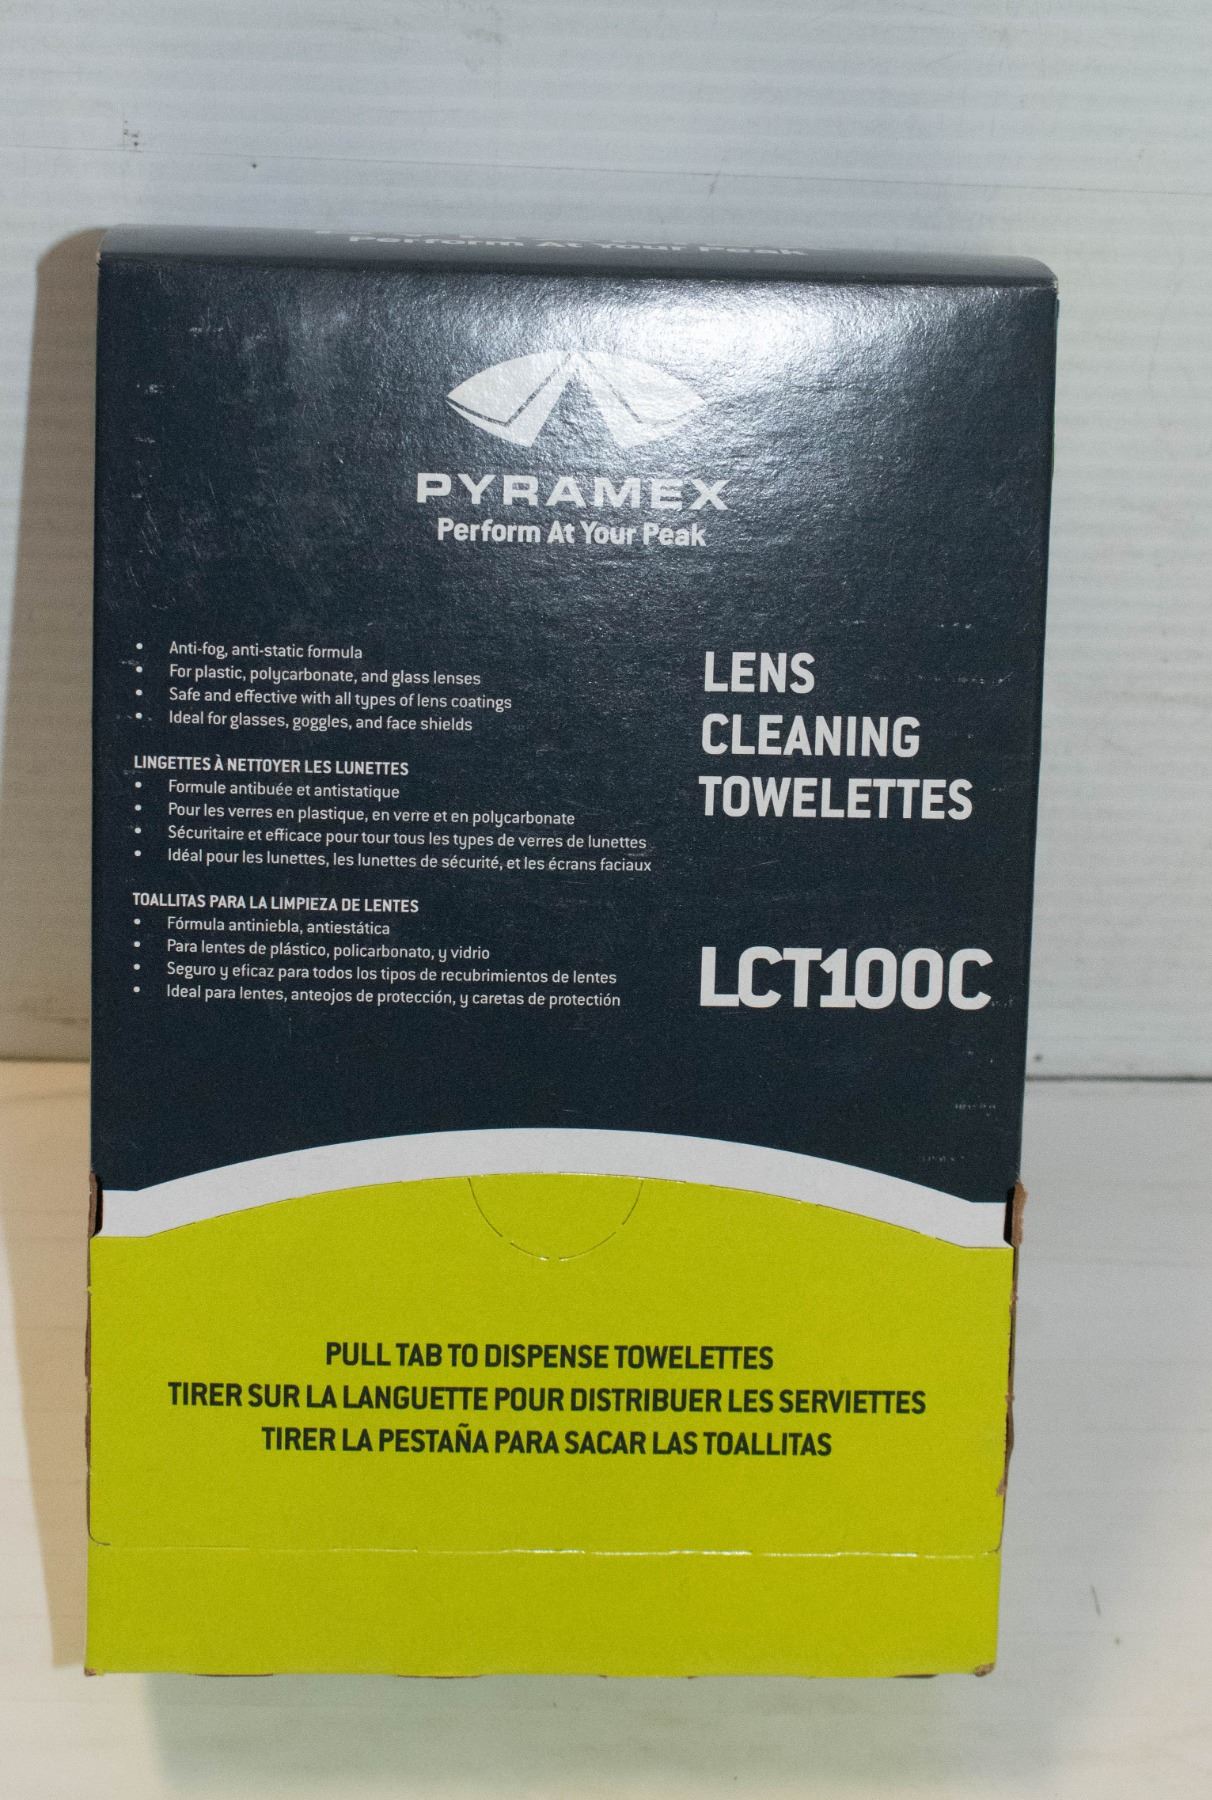 Perform At Your Peak
PYRAMEX
Perform At Your Peak
• Anti-fog, anti-static formula
• For plastic, polycarbonate, and glass lenses
• Safe and effective with all types of lens coatings
• Ideal for glasses, goggles, and face shields
LINGETTES À NETTOYER LES LUNETTES
• Formule antibuée et antistatique
• Pour les verres en plastique, en verre et en polycarbonate
• Sécuritaire et efficace pour tour tous les types de verres de lunettes
• Idéal pour les lunettes, les lunettes de sécurité, et les écrans faciaux
TOALLITAS PARA LA LIMPIEZA DE LENTES
• Fórmula antiniebla, antiestática
• Para lentes de plástico, policarbonato, y vidrio
• Seguro y eficaz para todos los tipos de recubrimientos de lentes
• Ideal para lentes, anteojos de protección, y caretas de protectión
LENS
CLEANING
TOWELETTES
LCT100C
PULL TAB TO DISPENSE TOWELETTES
TIRER SUR LA LANGUETTE POUR DISTRIBUER LES SERVIETTES
TIRER LA PESTAÑA PARA SACAR LAS TOALLITAS